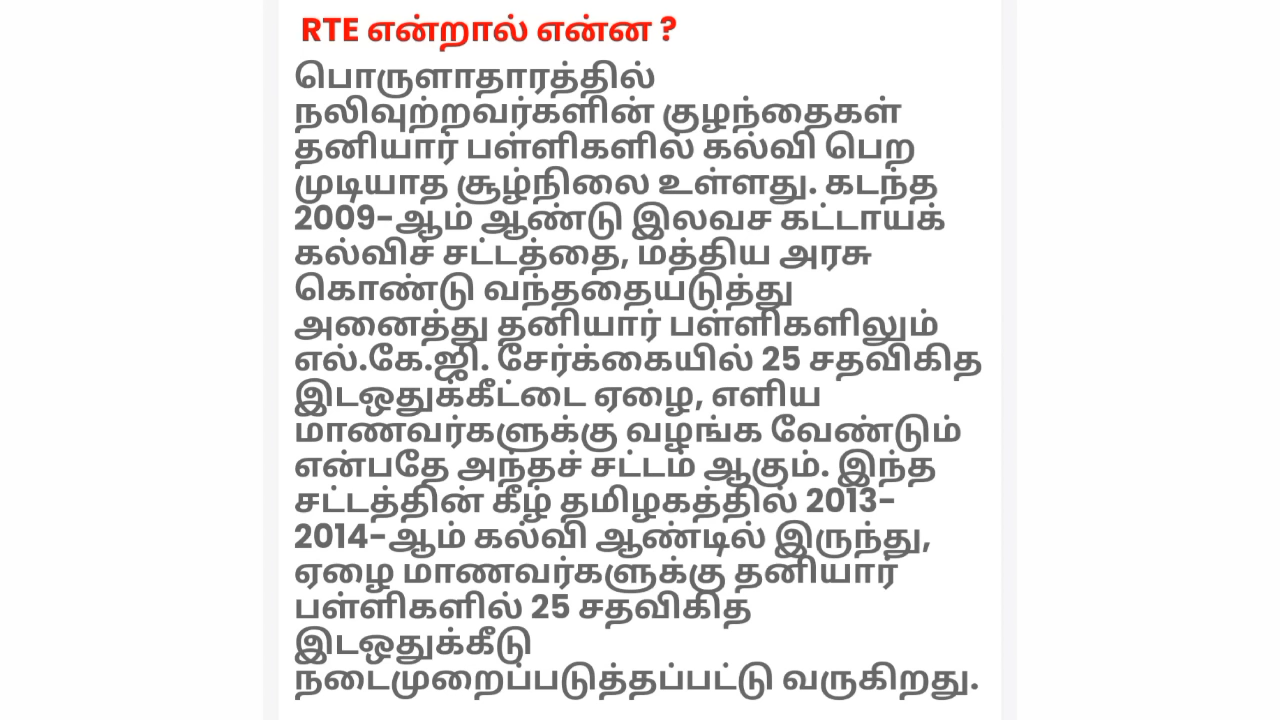 RTE என்றால் என்ன ?
பொருளாதாரத்தில்
நலிவுற்றவர்களின் குழந்தைகள்
தனியார் பள்ளிகளில் கல்வி பெற
முடியாத சூழ்நிலை உள்ளது. கடந்த
2009-ஆம் ஆண்டு இலவச கட்டாயக்
கல்விச் சட்டத்தை, மத்திய அரசு
கொண்டு வந்ததையடுத்து
அனைத்து தனியார் பள்ளிகளிலும்
எல்.கே.ஜி. சேர்க்கையில் 25 சதவிகித
இடஒதுக்கீட்டை ஏழை, எளிய
மாணவர்களுக்கு வழங்க வேண்டும்
என்பதே அந்தச் சட்டம் ஆகும். இந்த
சட்டத்தின் கீழ் தமிழகத்தில் 2013-
2014-ஆம் கல்வி ஆண்டில் இருந்து,
ஏழை மாணவர்களுக்கு தனியார்
பள்ளிகளில் 25 சதவிகித
இடஒதுக்கீடு
நடைமுறைப்படுத்தப்பட்டு வருகிறது.